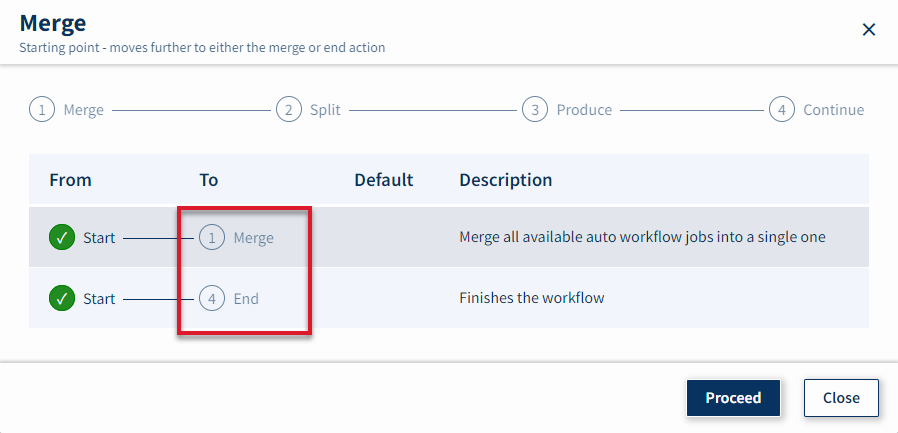 Merge
Starting point - moves further to either the merge or end action
1 Merge 2 Split 3 Produce 4 Continue
From To Default Description
Start 1 Merge Merge all available auto workflow jobs into a single one
Start 4 End Finishes the workflow
Proceed Close